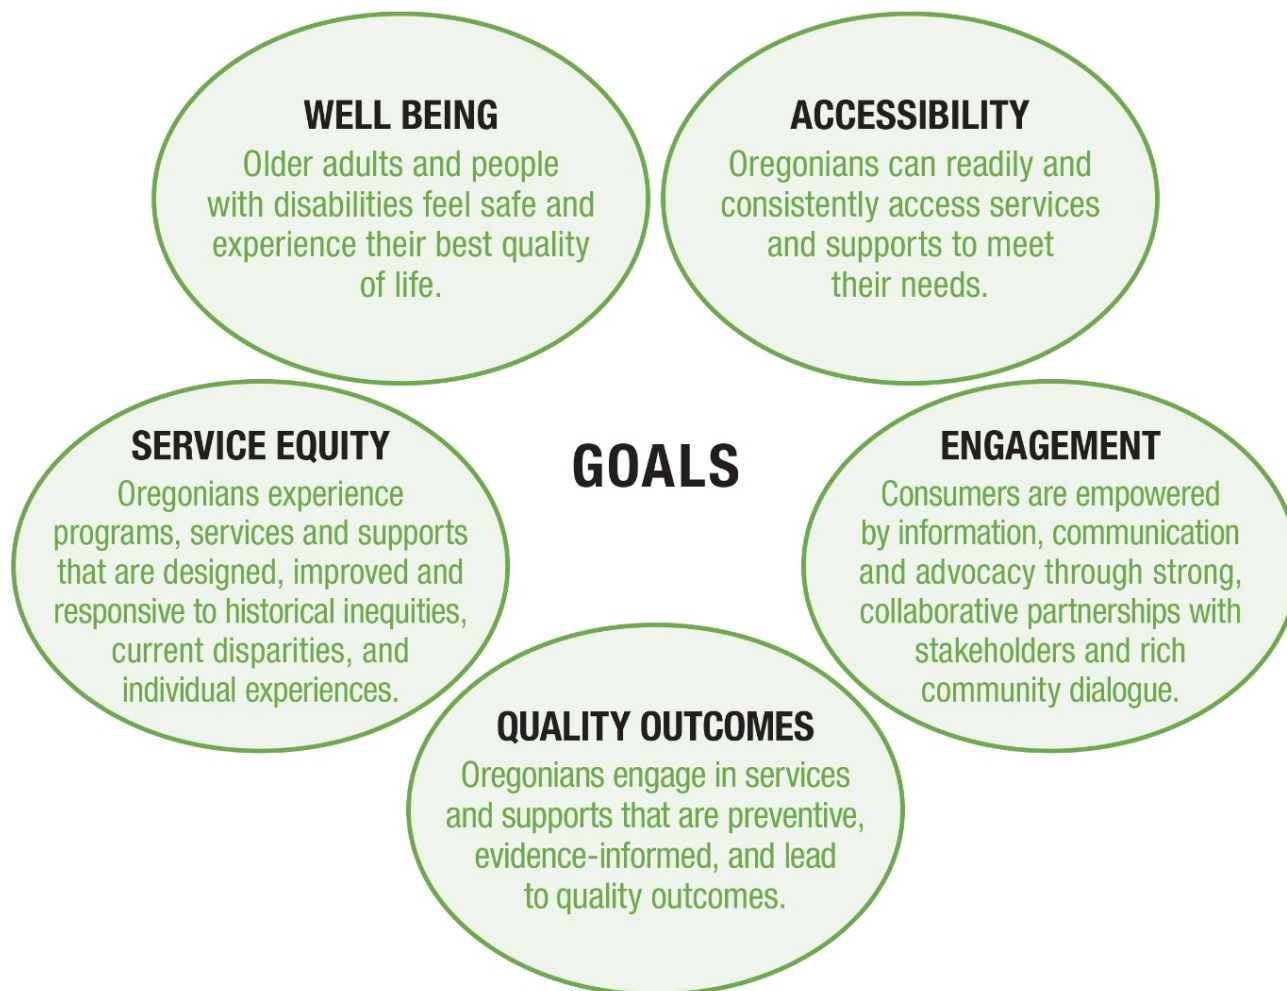 WELL BEING
Older adults and people
with disabilities feel safe and
experience their best quality
of life.
ACCESSIBILITY
Oregonians can readily and
consistently access services
and supports to meet
their needs.
SERVICE EQUITY
Oregonians experience
programs, services and supports
that are designed, improved and
responsive to historical inequities,
current disparities, and
individual experiences.
GOALS
ENGAGEMENT
Consumers are empowered
by information, communication
and advocacy through strong,
collaborative partnerships with
stakeholders and rich
community dialogue.
QUALITY OUTCOMES
Oregonians engage in services
and supports that are preventive,
evidence-informed, and lead
to quality outcomes.